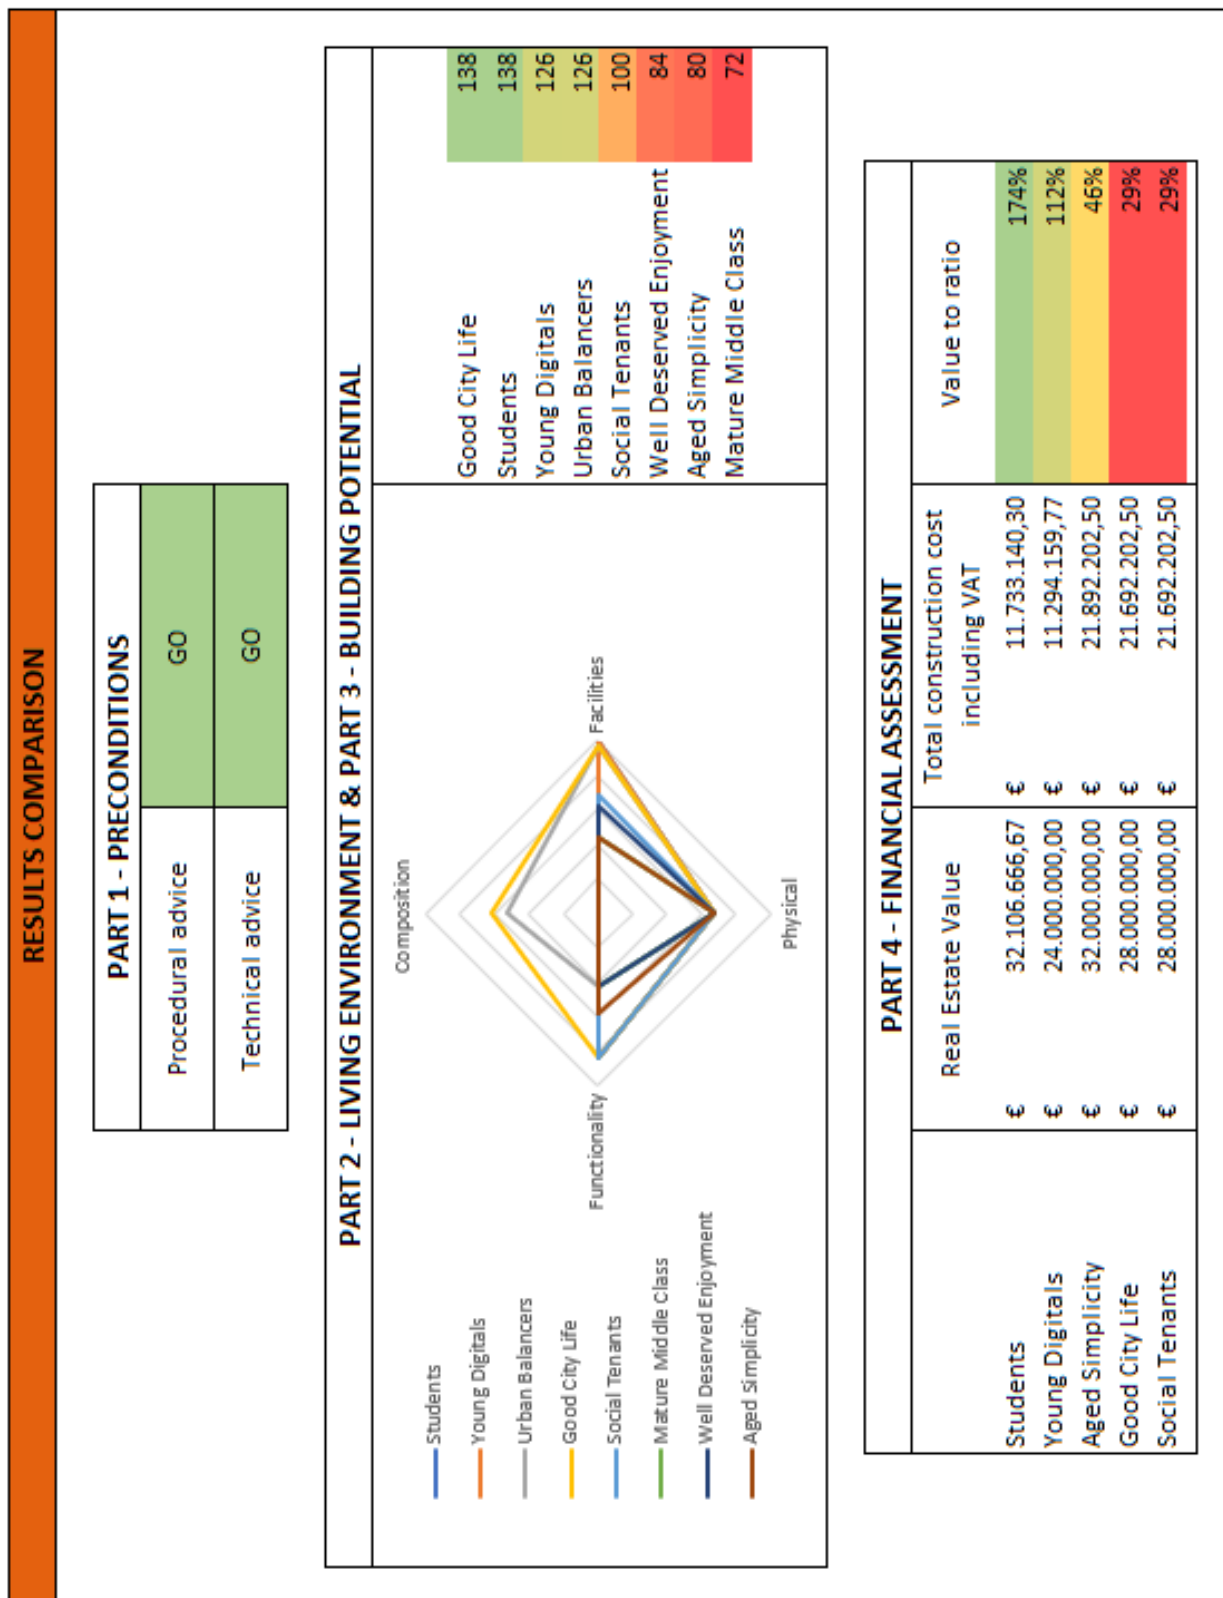 RESULTS COMPARISON
PART 1 - PRECONDITIONS
Procedural advice GO
Technical advice GO
PART 2 - LIVING ENVIRONMENT & PART 3 - BUILDING POTENTIAL
Students
Young Digitals
Urban Balancers
Good City Life
Social Tenants
Mature Middle Class
Well Deserved Enjoyment
Aged Simplicity
Composition
Facilities
Physical
Functionality
Good City Life 138
Students 138
Young Digitals 126
Urban Balancers 126
Social Tenants 100
Well Deserved Enjoyment 84
Aged Simplicity 80
Mature Middle Class 72
PART 4 - FINANCIAL ASSESSMENT
Real Estate Value
Total construction cost
including VAT
Value to ratio
Students € 32.106.666,67 € 11.733.140,30 174%
Young Digitals € 24.000.000,00 € 11.294.159,77 112%
Aged Simplicity € 32.000.000,00 € 21.892.202,50 46%
Good City Life € 28.000.000,00 € 21.692.202,50 29%
Social Tenants € 28.000.000,00 € 21.692.202,50 29%